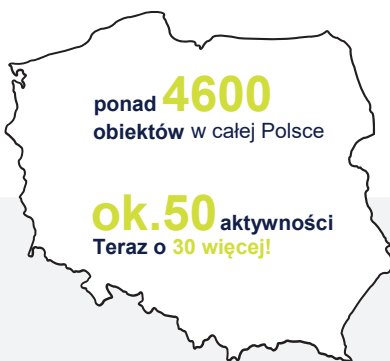 ponad 4600
obiektów w całej Polsce
ok.50 aktywności
Teraz o 30 więcej!